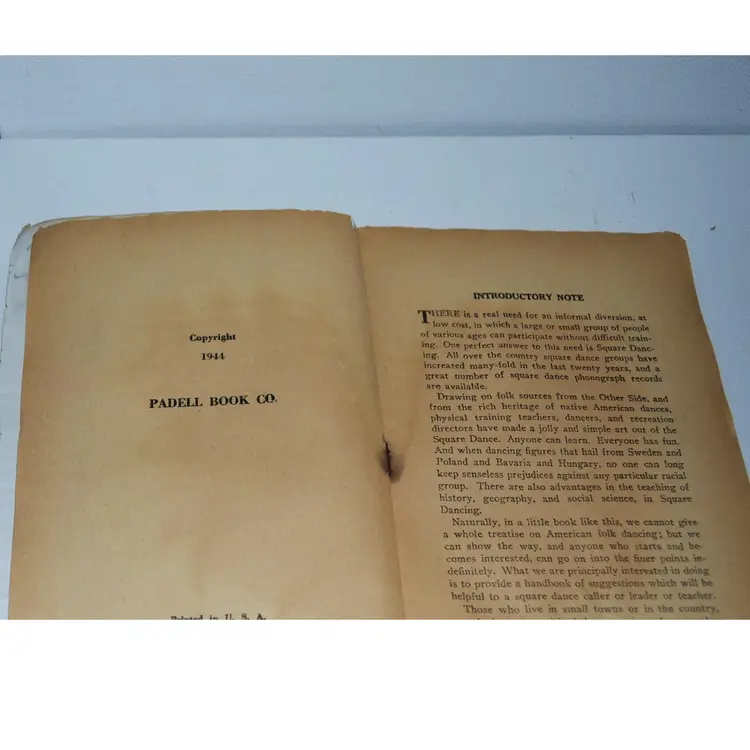 Copyright
1944
PADELL BOOK CO.
Printed in U. S. A.
INTRODUCTORY NOTE
THERE is a real need for an informal diversion, at
low cost, in which a large or small group of people
of various ages can participate without difficult train-
ing. One perfect answer to this need is Square Danc-
ing. All over the country square dance groups have
increased many-fold in the last twenty years, and a
great number of square dance phonograph records
are available.
Drawing on folk sources from the Other Side, and
from the rich heritage of native American dances,
physical training teachers, dancers, and recreation
directors have made a jolly and simple art out of the
Square Dance. Anyone can learn. Everyone has fun.
And when dancing figures that hail from Sweden and
Poland and Bavaria and Hungary, no one can long
keep senseless prejudices against any particular racial
group. There are also advantages in the teaching of
history, geography, and social science, in Square
Dancing.
Naturally, in a little book like this, we cannot give
a whole treatise on American folk dancing; but we
can show the way, and anyone who starts and be-
comes interested, can go on into the finer points in-
definitely. What we are principally interested in doing
is to provide a handbook of suggestions which will be
helpful to a square dance caller or leader or teacher.
Those who live in small towns or in the country,